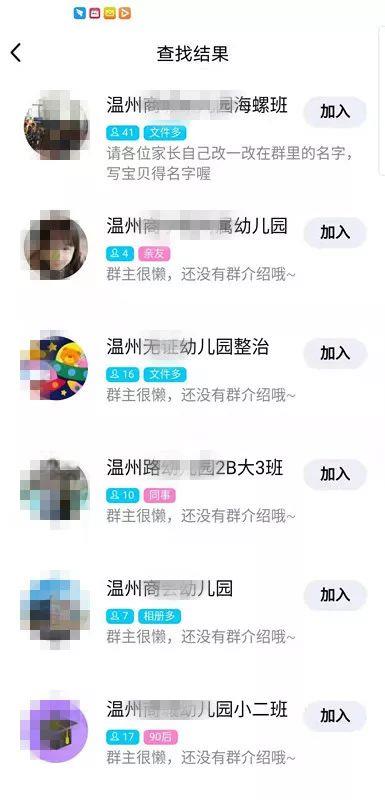 查找结果
温州商 幼儿园海螺班
加入
41 文件多
请各位家长自己改一改在群里的名字，
写宝贝得名字喔
温州商 属幼儿园
加入
4 亲友
群主很懒，还没有群介绍哦~
温州无证幼儿园整治
加入
16 文件多
群主很懒，还没有群介绍哦~
温州路幼儿园2B大3班
加入
10 同事
群主很懒，还没有群介绍哦~
温州商 幼儿园
加入
7 相册多
群主很懒，还没有群介绍哦~
温州商 幼儿园小二班
加入
17 90后
群主很懒，还没有群介绍哦~